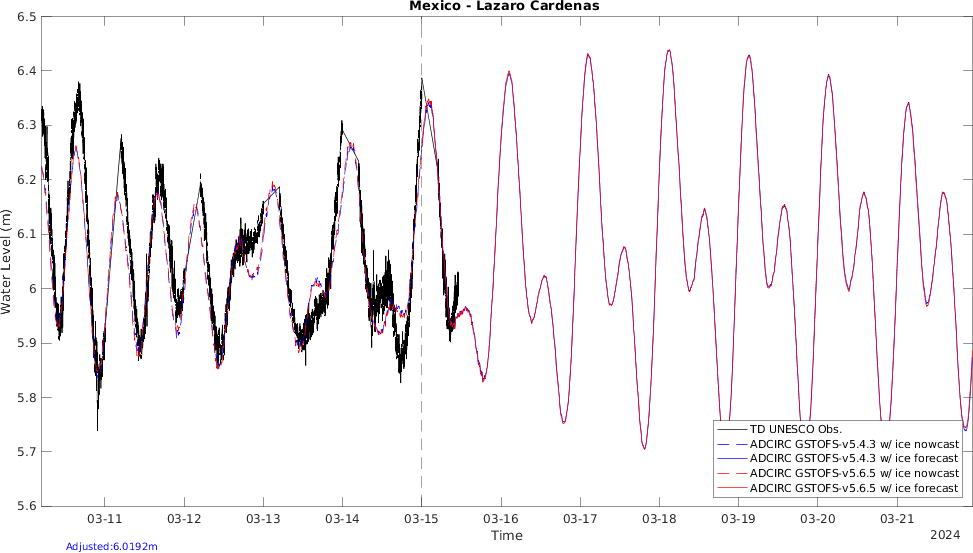 Mexico - Lazaro Cardenas
6.5
6.4
6.3
6.2
6.1
6
5.9
5.8
5.7
5.6
Water Level (m)
TD UNESCO Obs.
ADCIRC GSTOFS-v5.4.3 w/ ice nowcast
ADCIRC GSTOFS-v5.4.3 w/ ice forecast
ADCIRC GSTOFS-v5.6.5 w/ ice nowcast
ADCIRC GSTOFS-v5.6.5 w/ ice forecast
03-11 03-12 03-13 03-14 03-15 03-16 03-17 03-18 03-19 03-20 03-21
Time
2024
Adjusted:6.0192m